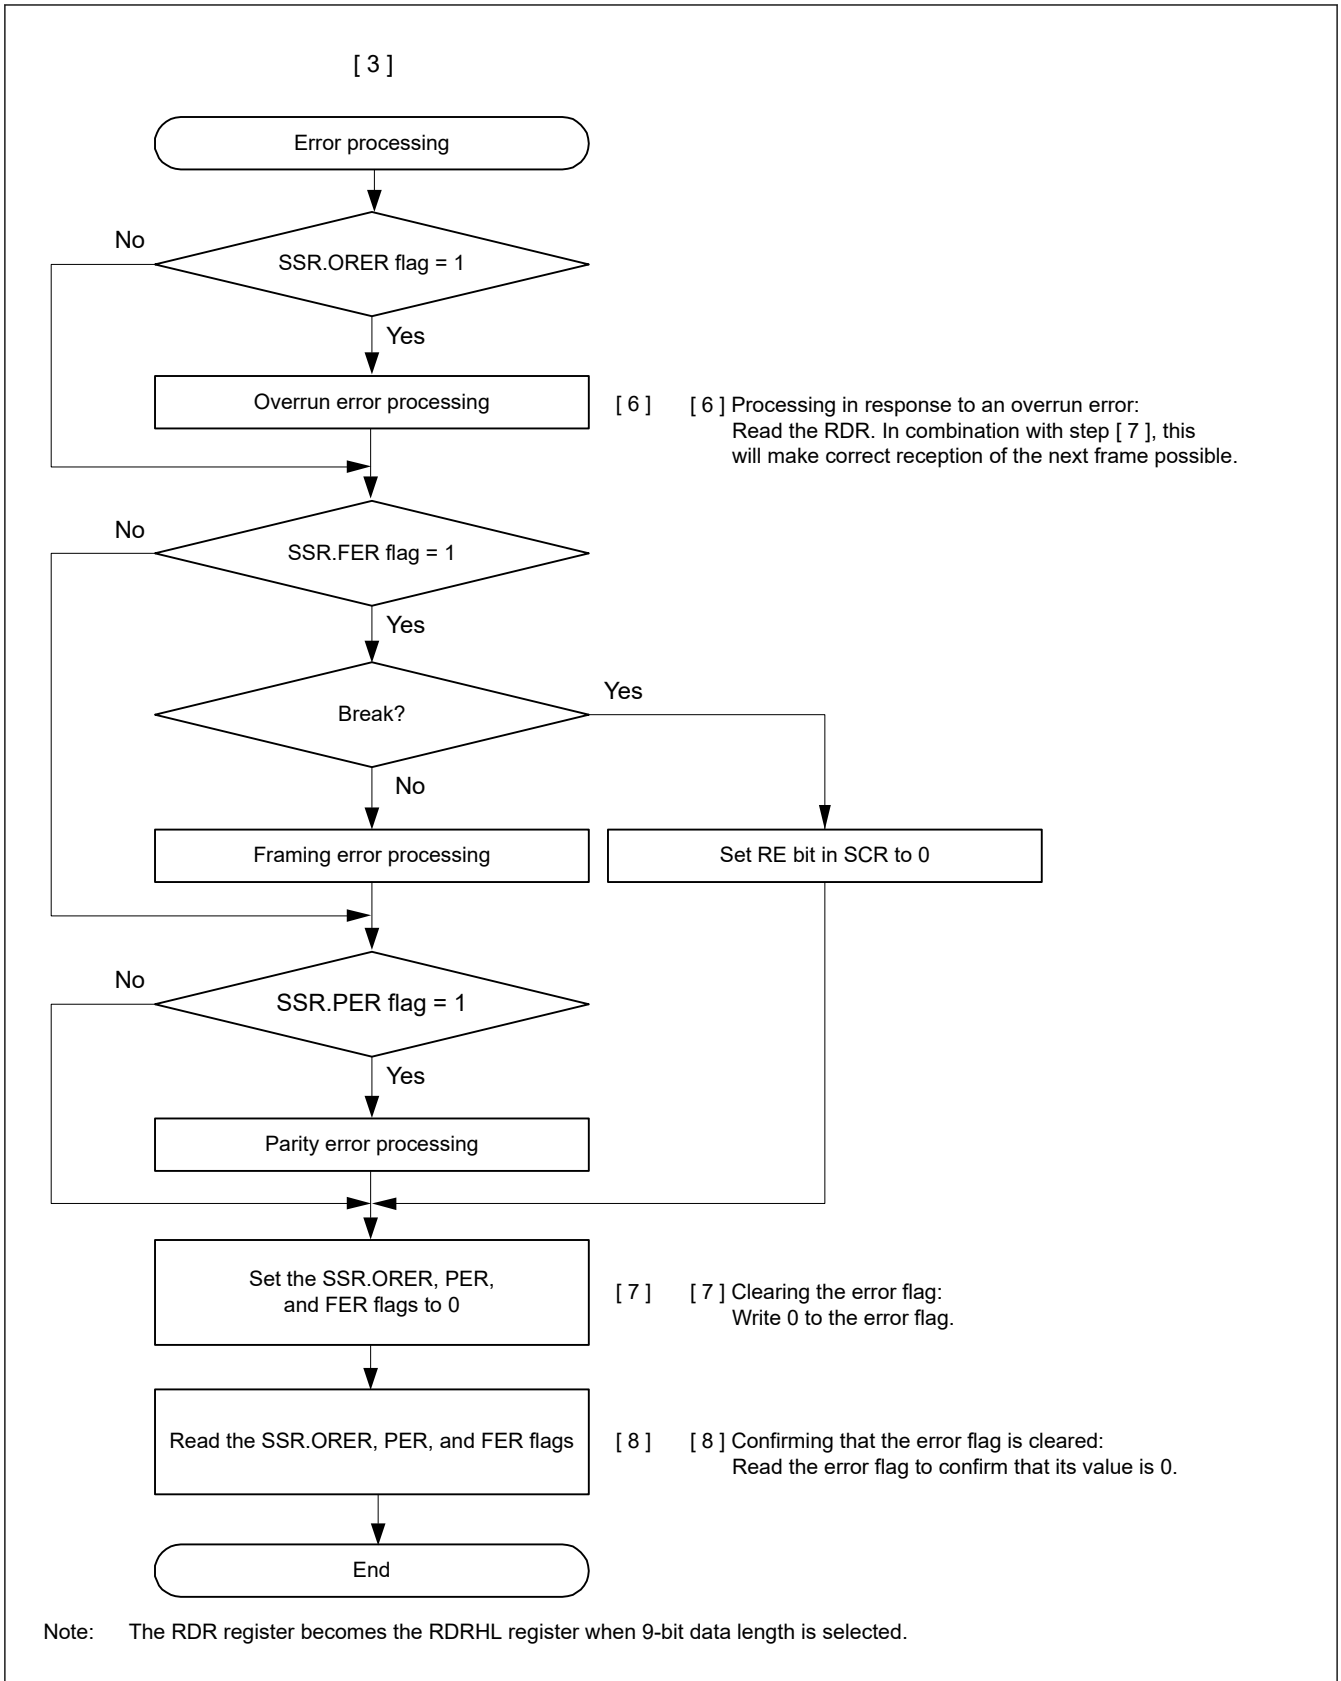 [ 3 ]
Error processing
No
SSR.ORER flag = 1
Yes
Overrun error processing
[ 6 ]
[ 6 ] Processing in response to an overrun error:
Read the RDR. In combination with step [ 7 ], this
will make correct reception of the next frame possible.
No
SSR.FER flag = 1
Yes
Break?
Yes
No
Framing error processing
Set RE bit in SCR to 0
No
SSR.PER flag = 1
Yes
Parity error processing
Set the SSR.ORER, PER,
and FER flags to 0
[ 7 ]
[ 7 ] Clearing the error flag:
Write 0 to the error flag.
Read the SSR.ORER, PER, and FER flags
[ 8 ]
[ 8 ] Confirming that the error flag is cleared:
Read the error flag to confirm that its value is 0.
End
Note: The RDR register becomes the RDRHL register when 9-bit data length is selected.